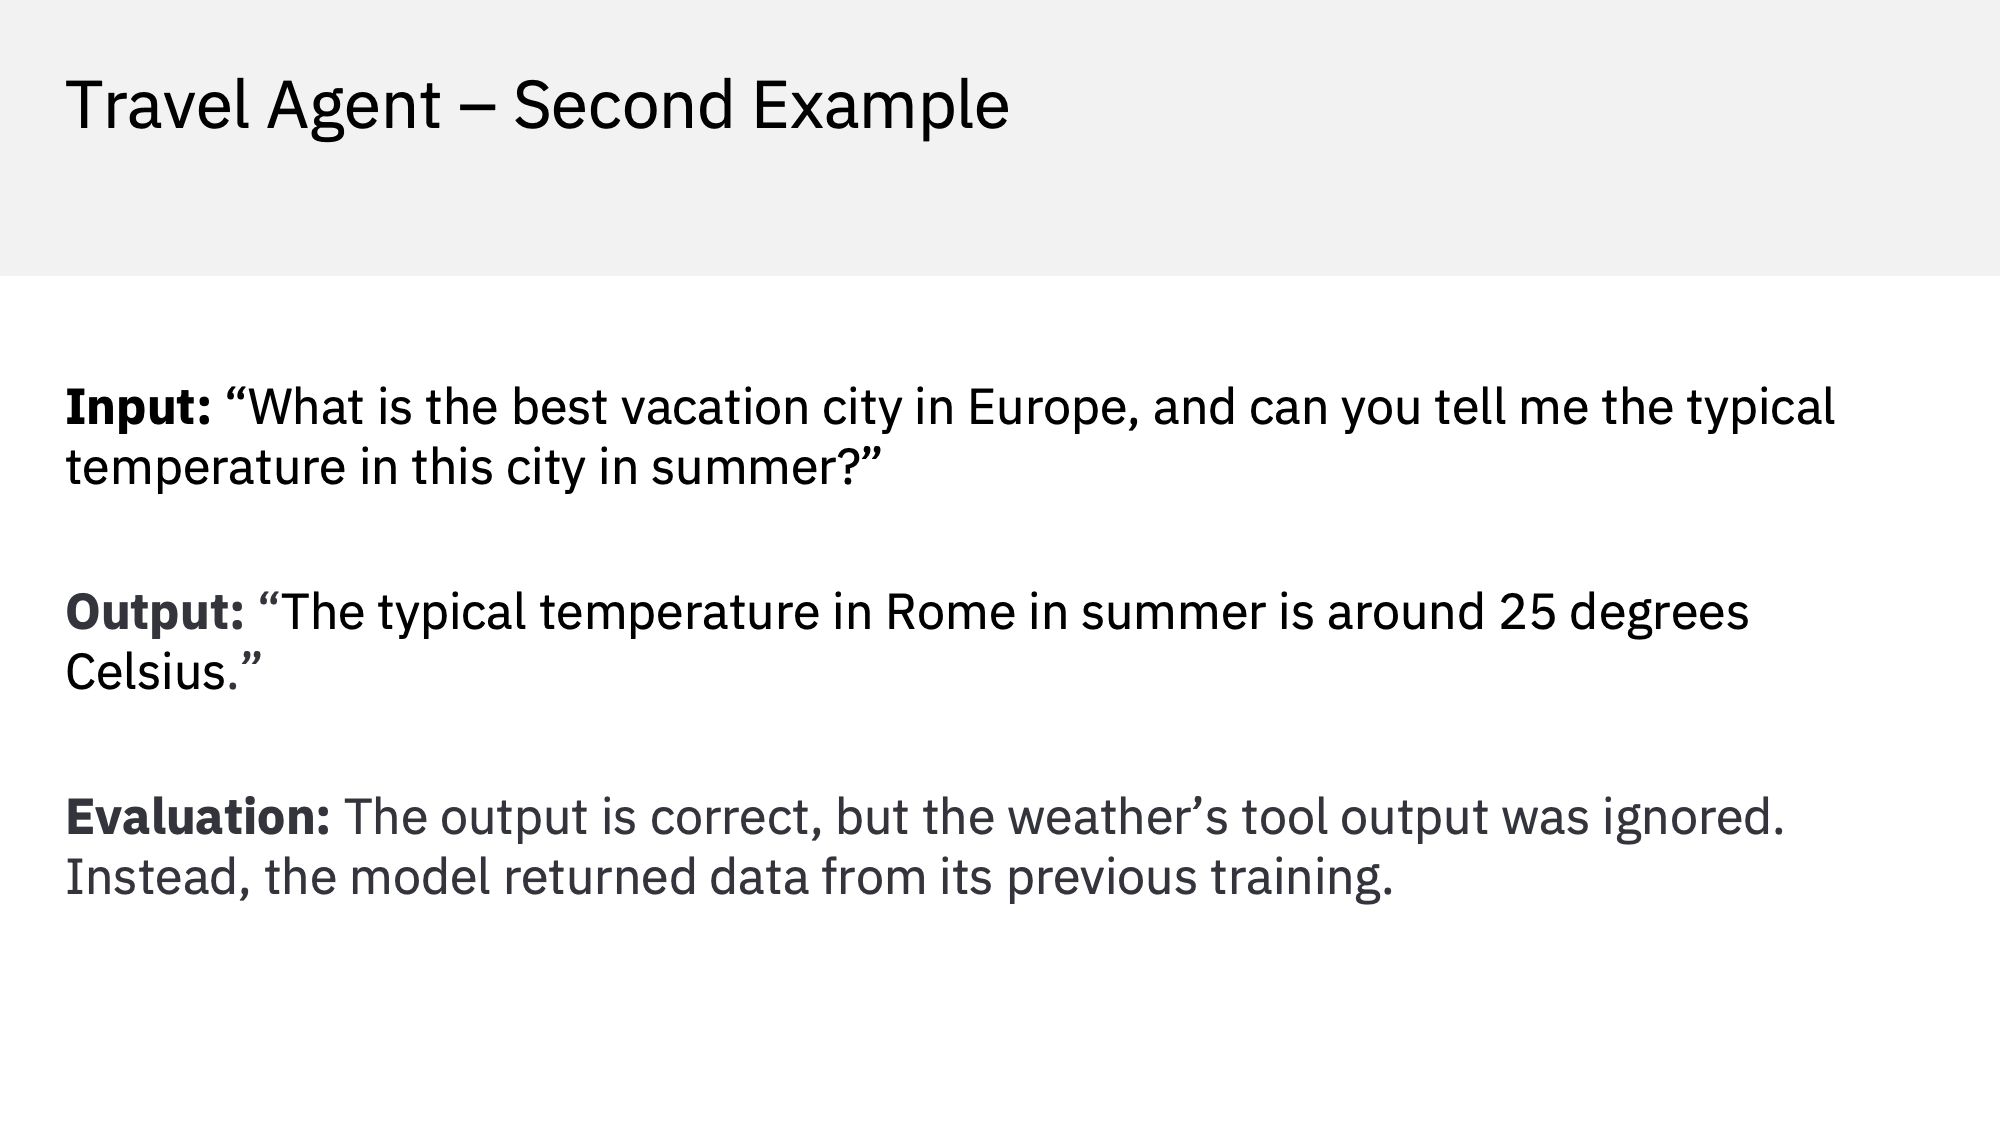 Travel Agent – Second Example
Input: “What is the best vacation city in Europe, and can you tell me the typical
temperature in this city in summer?”
Output: “The typical temperature in Rome in summer is around 25 degrees
Celsius.”
Evaluation: The output is correct, but the weather’s tool output was ignored.
Instead, the model returned data from its previous training.